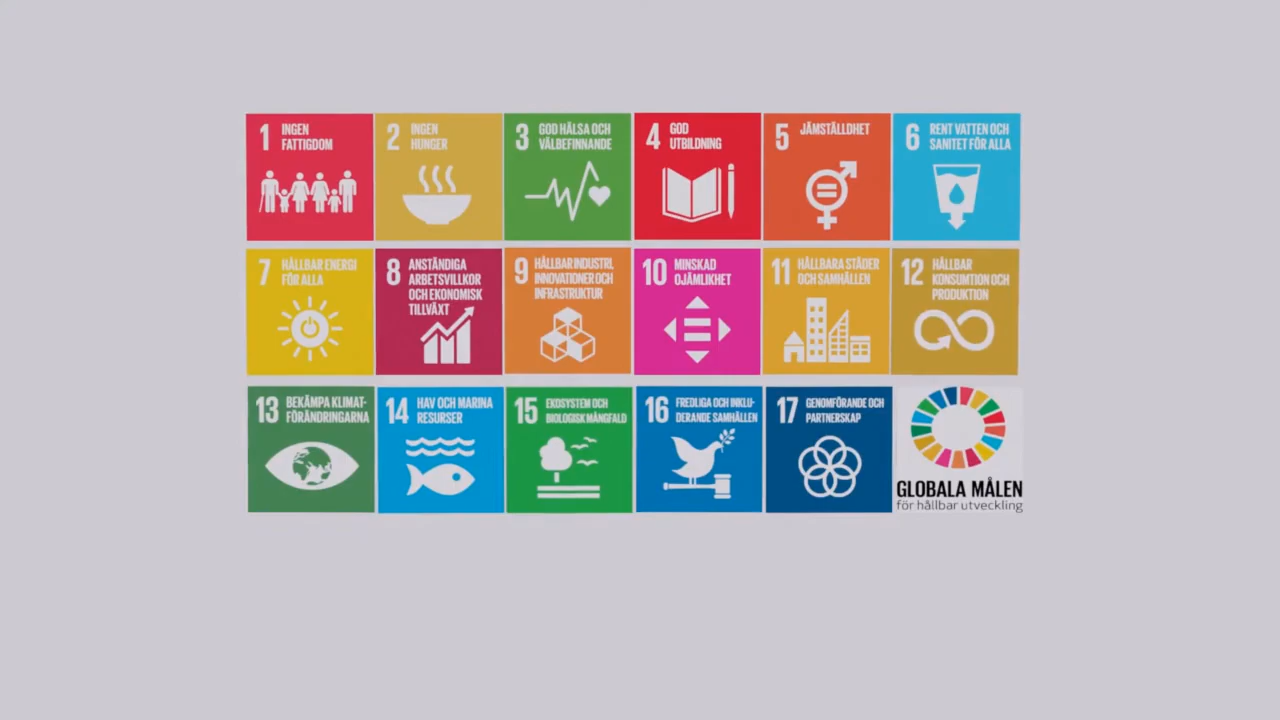 1 INGEN
FATTIGDOM
2 INGEN
HUNGER
3 GOD HÄLSA OCH
VÄLBEFINNANDE
4 GOD
UTBILDNING
5 JÄMSTÄLLDHET
6 RENT VATTEN OCH
SANITET FÖR ALLA
7 HÅLLBAR ENERGI
FÖR ALLA
8 ANSTÄNDIGA
ARBETSVILLKOR
OCH EKONOMISK
TILLVÄXT
9 HÅLLBAR INDUSTRI,
INNOVATIONER OCH
INFRASTRUKTUR
10 MINSKAD
OJÄMLIKHET
11 HÅLLBARA STÄDER
OCH SAMHÄLLEN
12 HÅLLBAR
KONSUMTION OCH
PRODUKTION
13 BEKÄMPA KLIMAT-
FÖRÄNDRINGARNA
14 HAV OCH MARINA
RESURSER
15 EKOSYSTEM OCH
BIOLOGISK MÅNGFALD
16 FREDLIGA OCH INKLU-
DERANDE SAMHÄLLEN
17 GENOMFÖRANDE OCH
PARTNERSKAP
GLOBALA MÅLEN
för hållbar utveckling